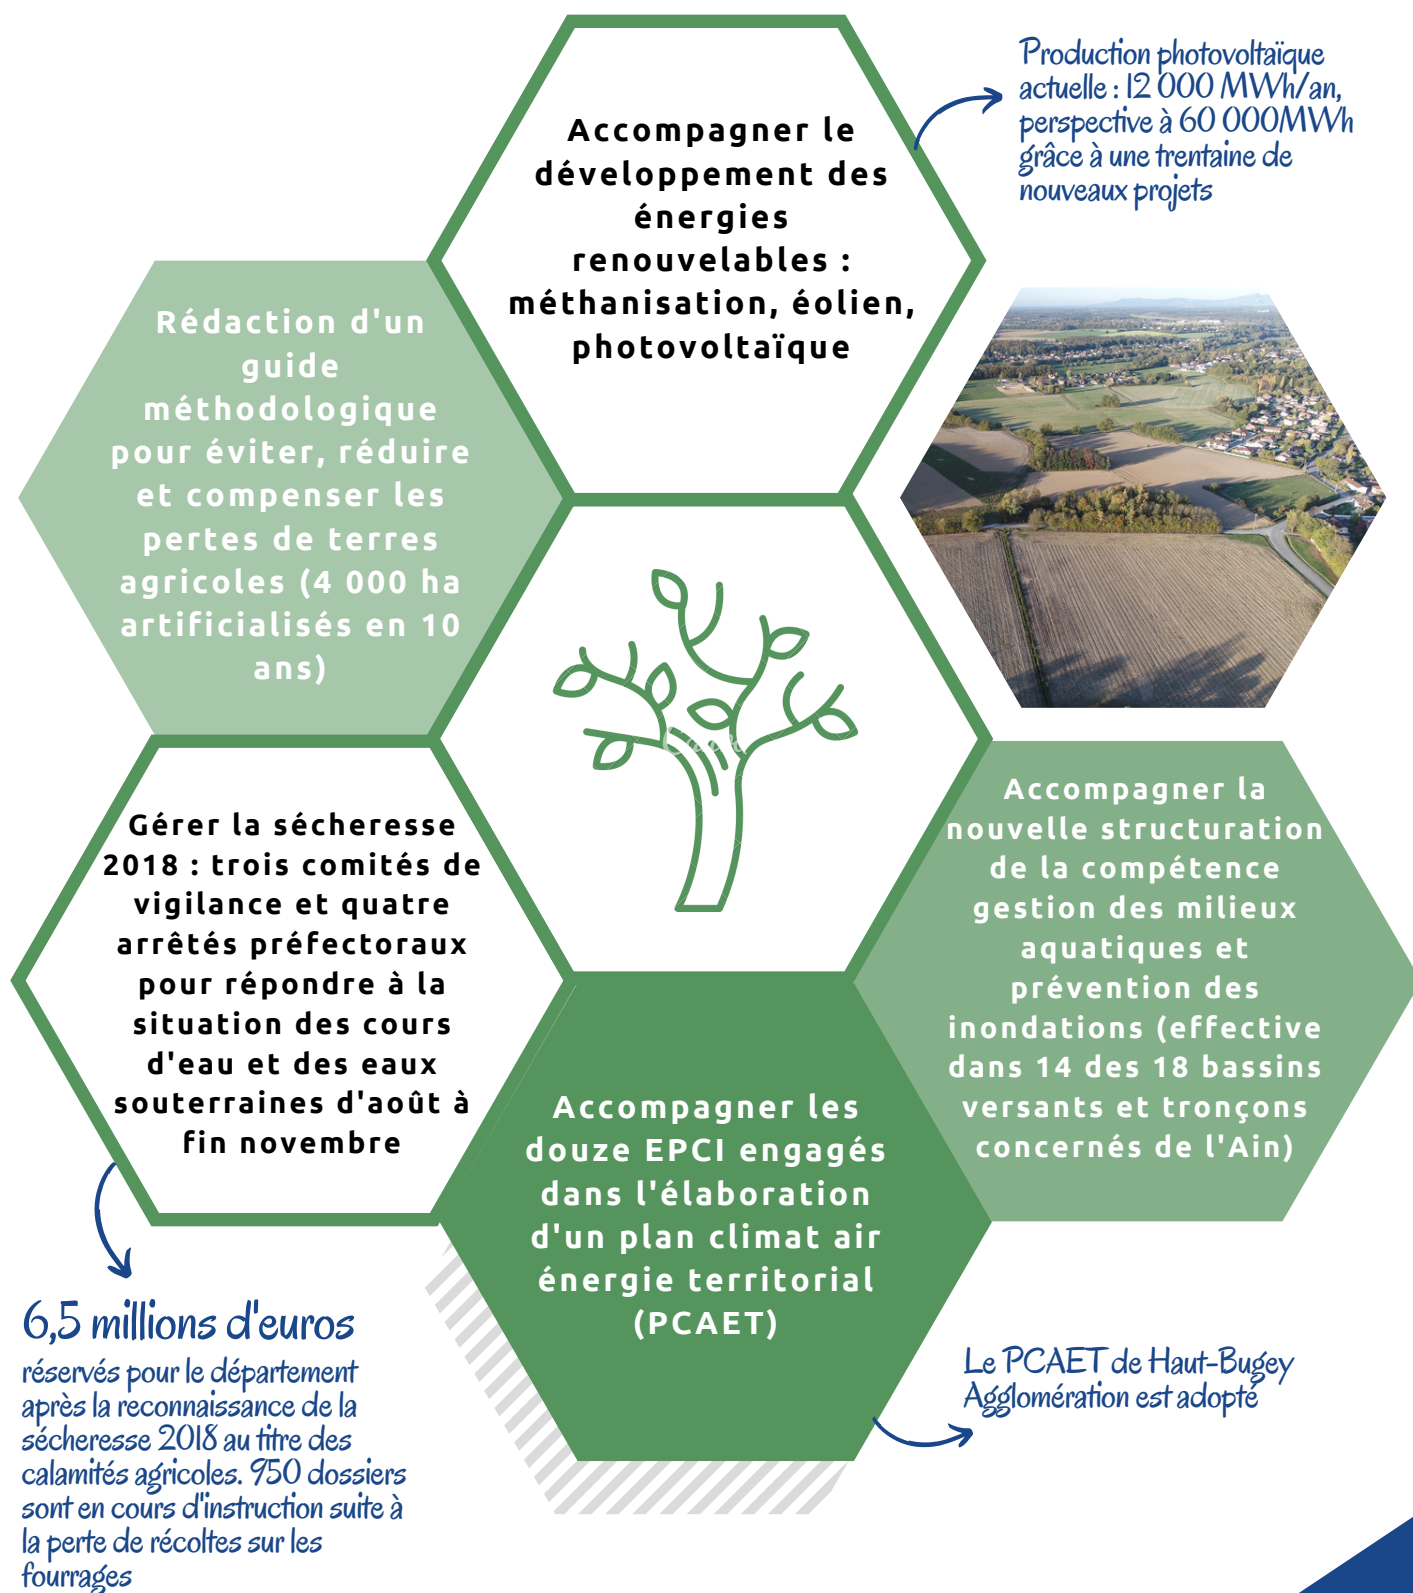 Accompagner le
développement des
énergies
renouvelables :
méthanisation, éolien,
photovoltaïque
Production photovoltaïque
actuelle : 12 000 MWh/an,
perspective à 60 000MWh
grâce à une trentaine de
nouveaux projets
Rédaction d'un
guide
méthodologique
pour éviter, réduire
et compenser les
pertes de terres
agricoles (4 000 ha
artificialisés en 10
ans)
Canva
Gérer la sécheresse
2018 : trois comités de
vigilance et quatre
arrêtés préfectoraux
pour répondre à la
situation des cours
d'eau et des eaux
souterraines d'août à
fin novembre
Accompagner la
nouvelle structuration
de la compétence
gestion des milieux
aquatiques et
prévention des
inondations (effective
dans 14 des 18 bassins
versants et tronçons
concernés de l'Ain)
Accompagner les
douze EPCI engagés
dans l'élaboration
d'un plan climat air
énergie territorial
(PCAET)
6,5 millions d'euros
réservés pour le département
après la reconnaissance de la
sécheresse 2018 au titre des
calamités agricoles. 950 dossiers
sont en cours d'instruction suite à
la perte de récoltes sur les
fourrages
Le PCAET de Haut-Bugey
Agglomération est adopté